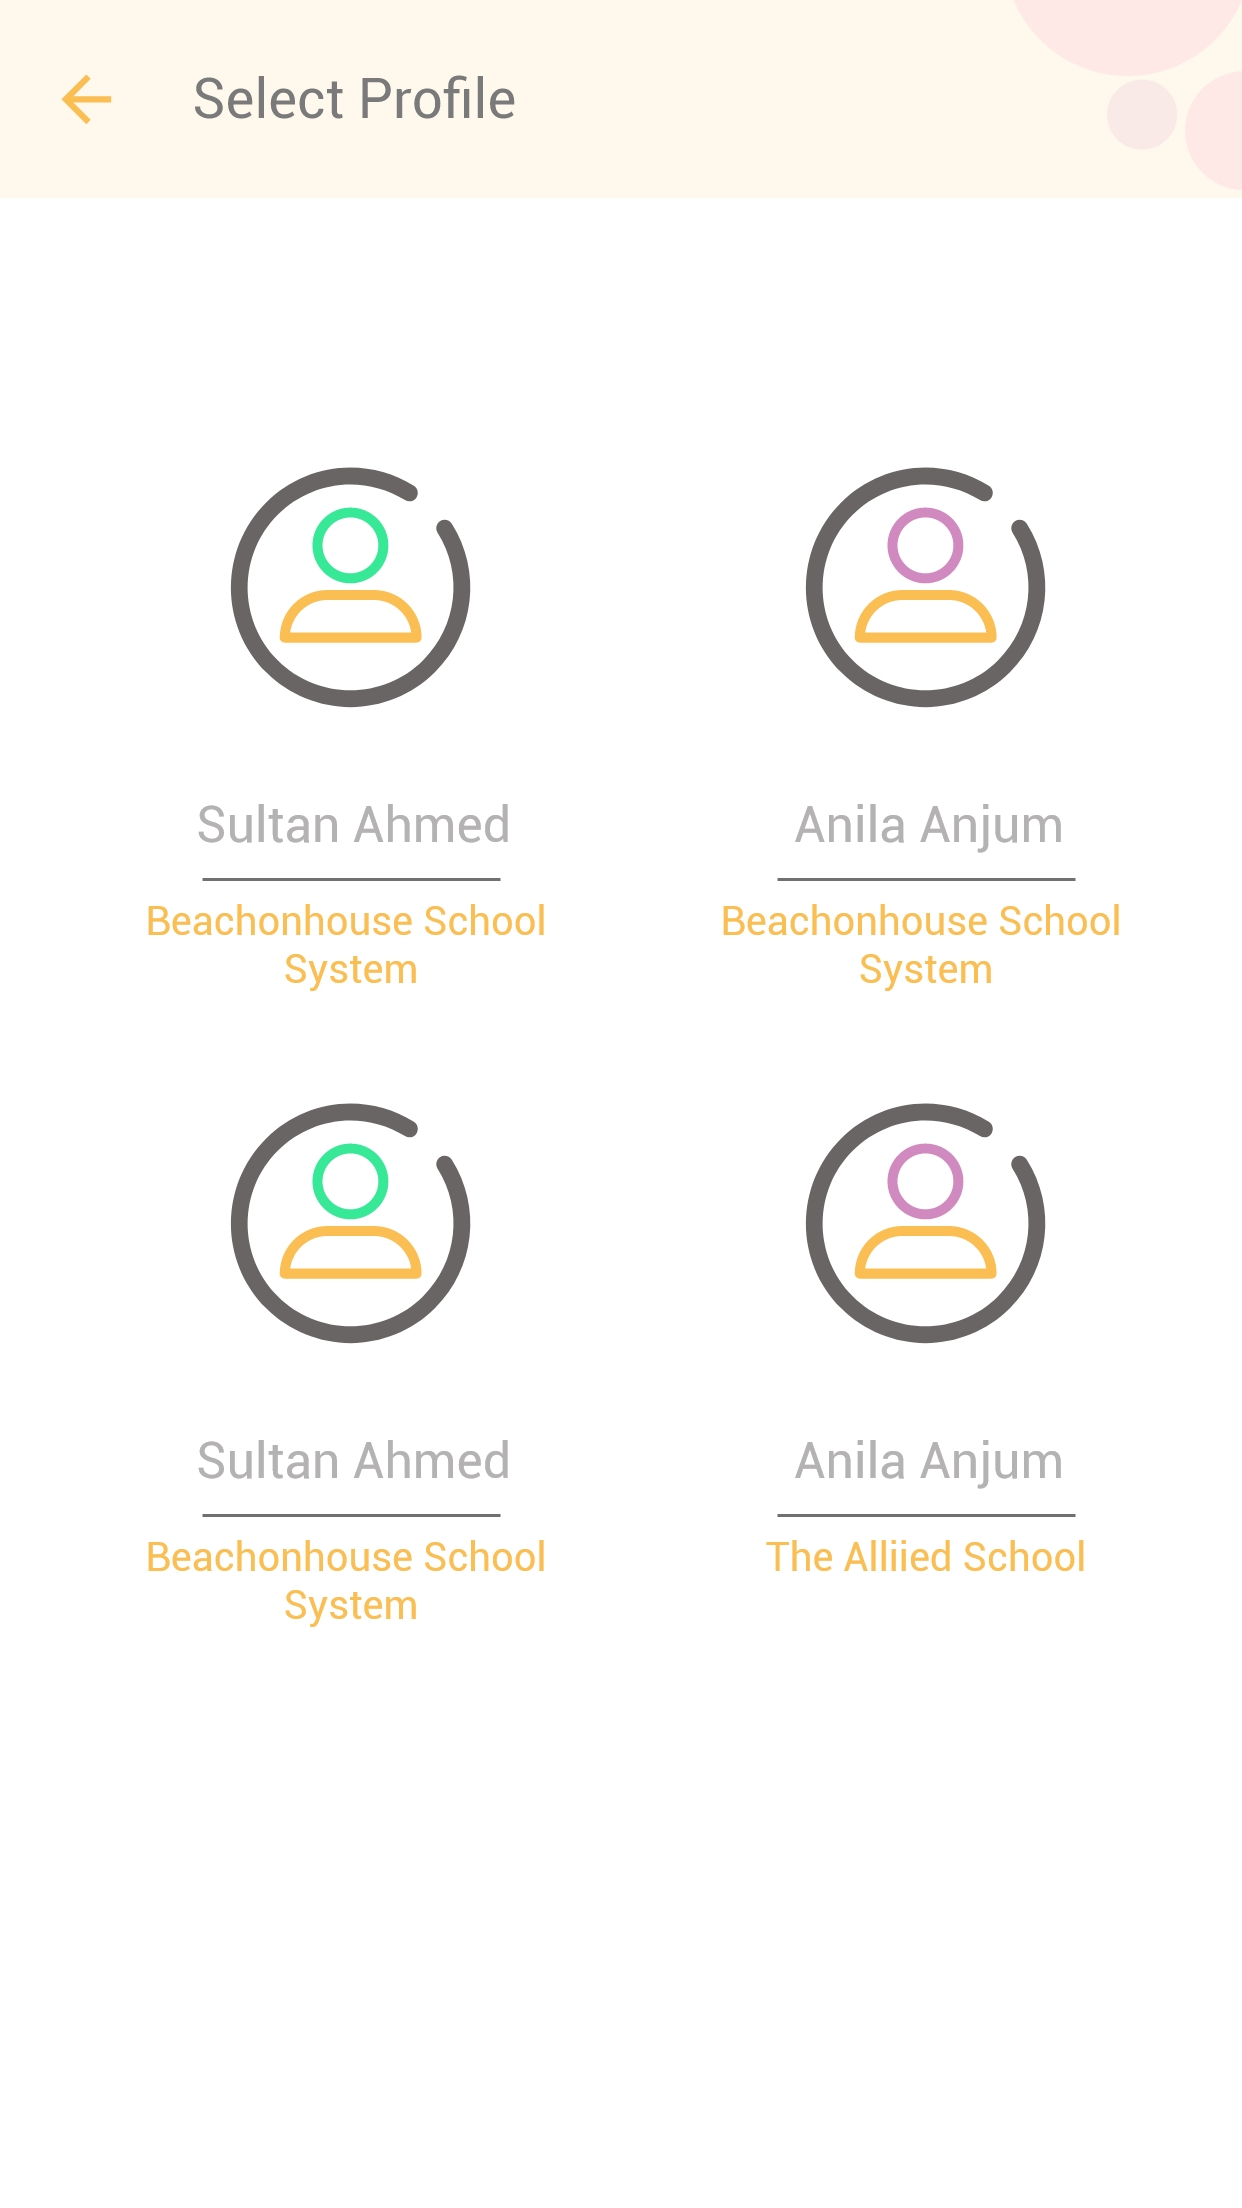 Select Profile
Sultan Ahmed
Beachonhouse School
System
Anila Anjum
Beachonhouse School
System
Sultan Ahmed
Beachonhouse School
System
Anila Anjum
The Alliied School